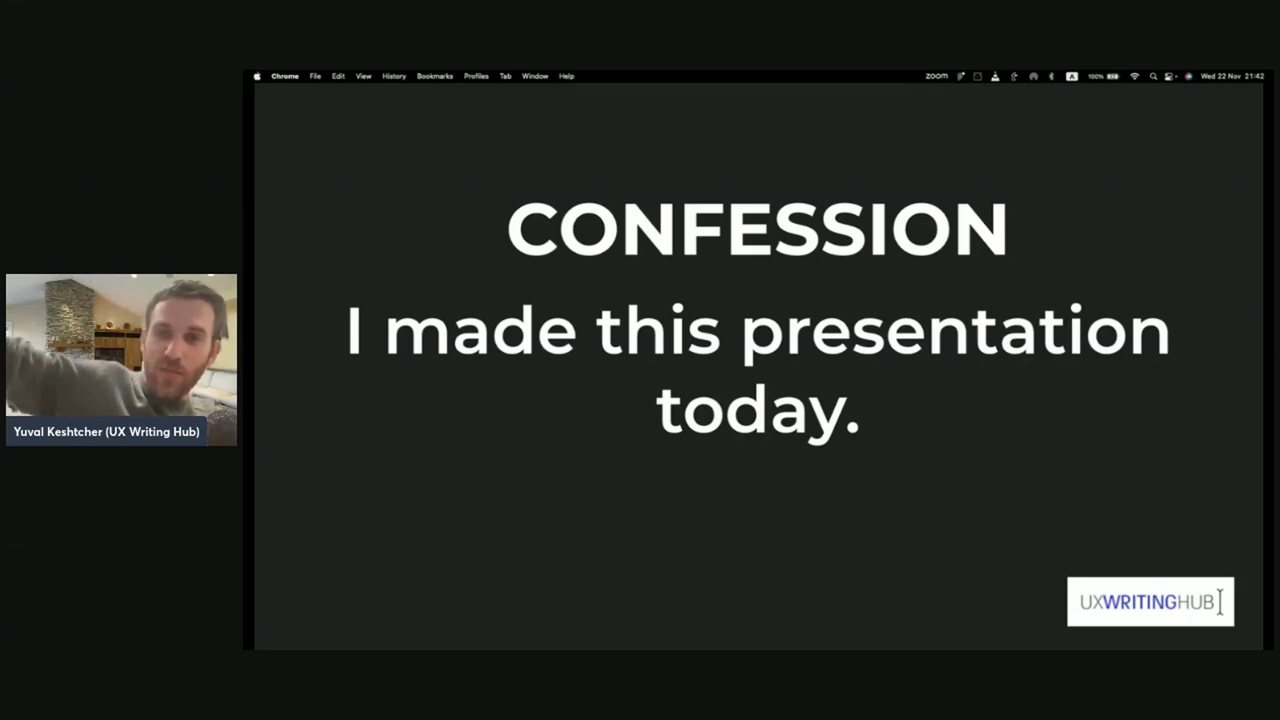 Chrome File Edit View History Bookmarks Profiles Tab Window Help
zoom A 100% Wed 22 Nov 21:42
CONFESSION
I made this presentation
today.
Yuval Keshtcher (UX Writing Hub)
UXWRITINGHUB